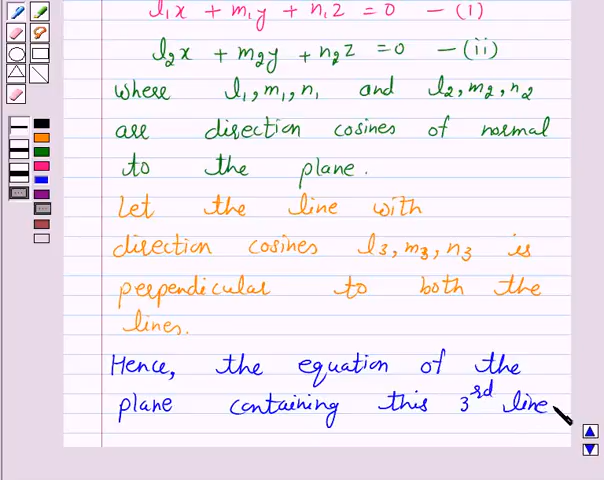 l₁x + m₁y + n₁z = 0 — (i)
l₂x + m₂y + n₂z = 0 — (ii)
where l₁, m₁, n₁ and l₂, m₂, n₂
are direction cosines of normal
to the plane.
Let the line with
direction cosines l₃, m₃, n₃ is
perpendicular to both the
lines.
Hence, the equation of the
plane containing this 3ʳᵈ line